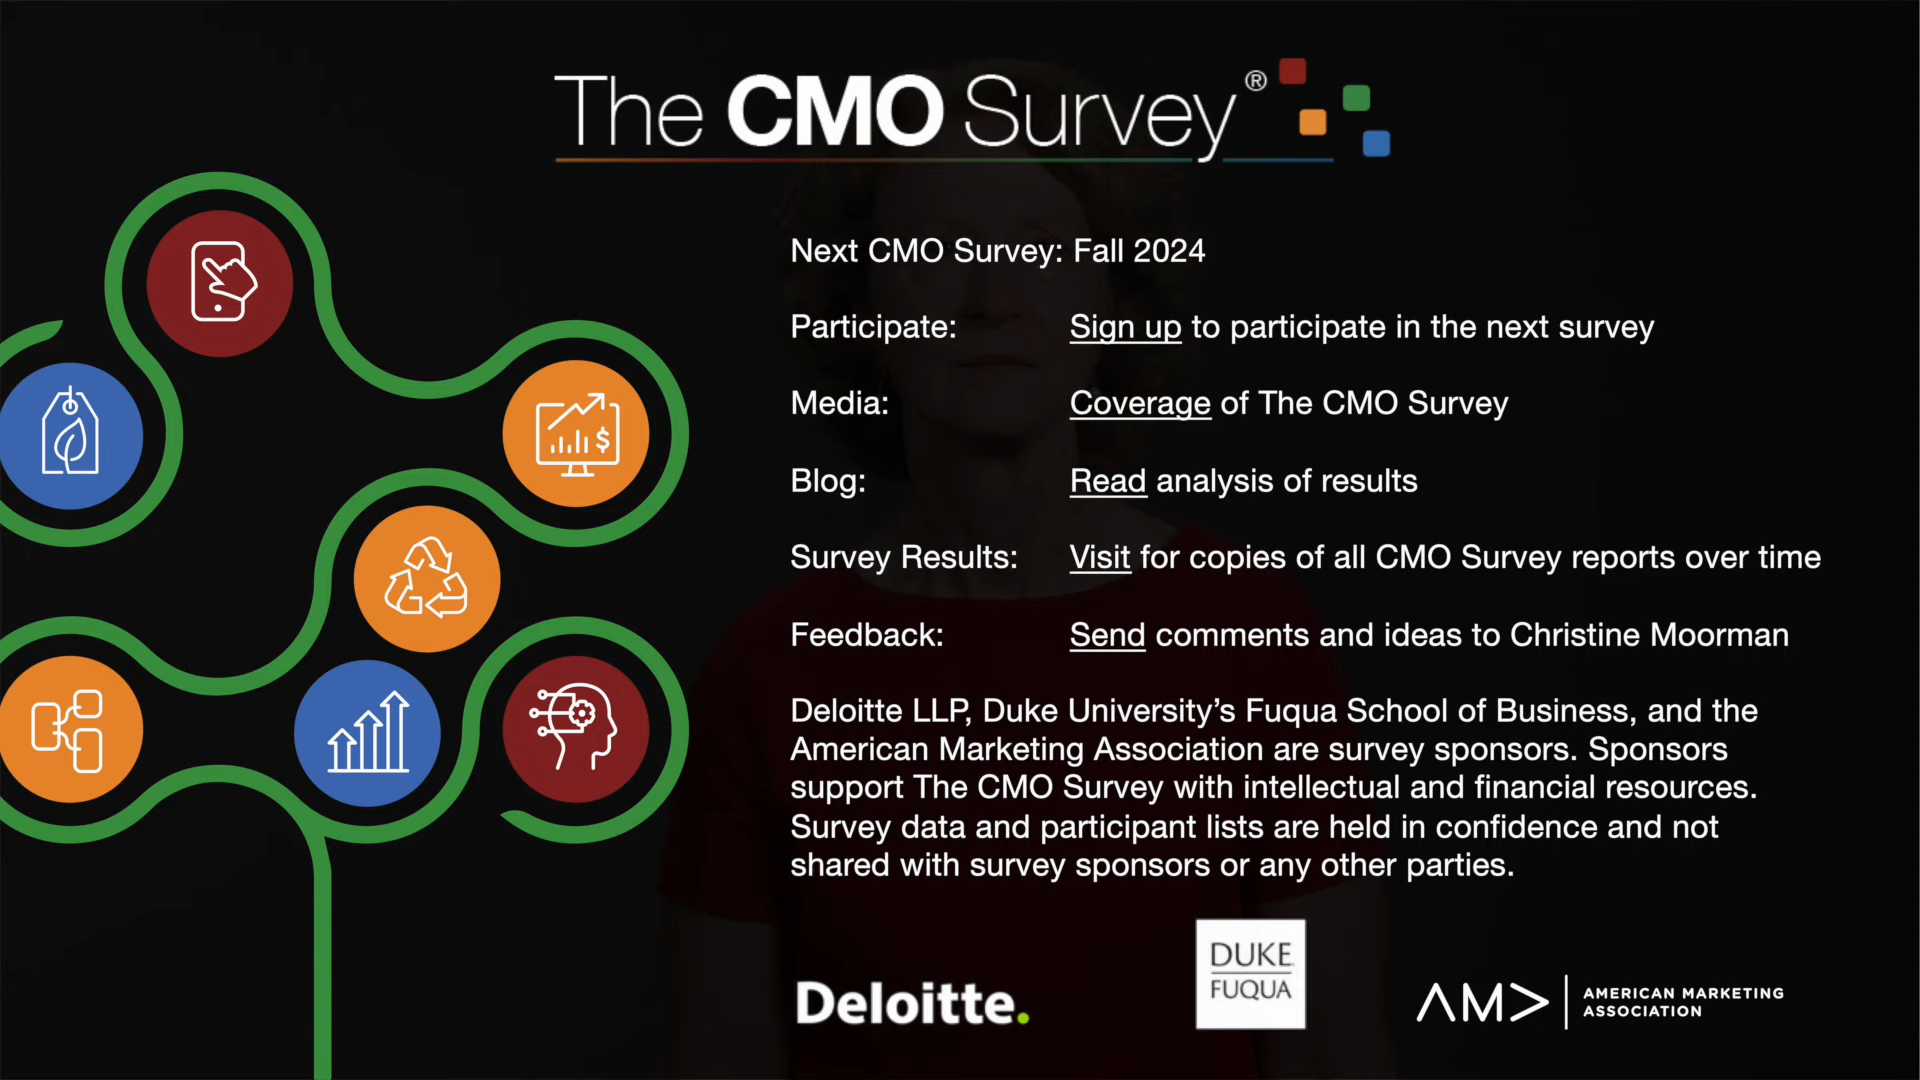 The CMO Survey®
Next CMO Survey: Fall 2024
Participate: Sign up to participate in the next survey
Media: Coverage of The CMO Survey
Blog: Read analysis of results
Survey Results: Visit for copies of all CMO Survey reports over time
Feedback: Send comments and ideas to Christine Moorman
Deloitte LLP, Duke University’s Fuqua School of Business, and the
American Marketing Association are survey sponsors. Sponsors
support The CMO Survey with intellectual and financial resources.
Survey data and participant lists are held in confidence and not
shared with survey sponsors or any other parties.
$
Deloitte.
DUKE
FUQUA
AMA
AMERICAN MARKETING
ASSOCIATION